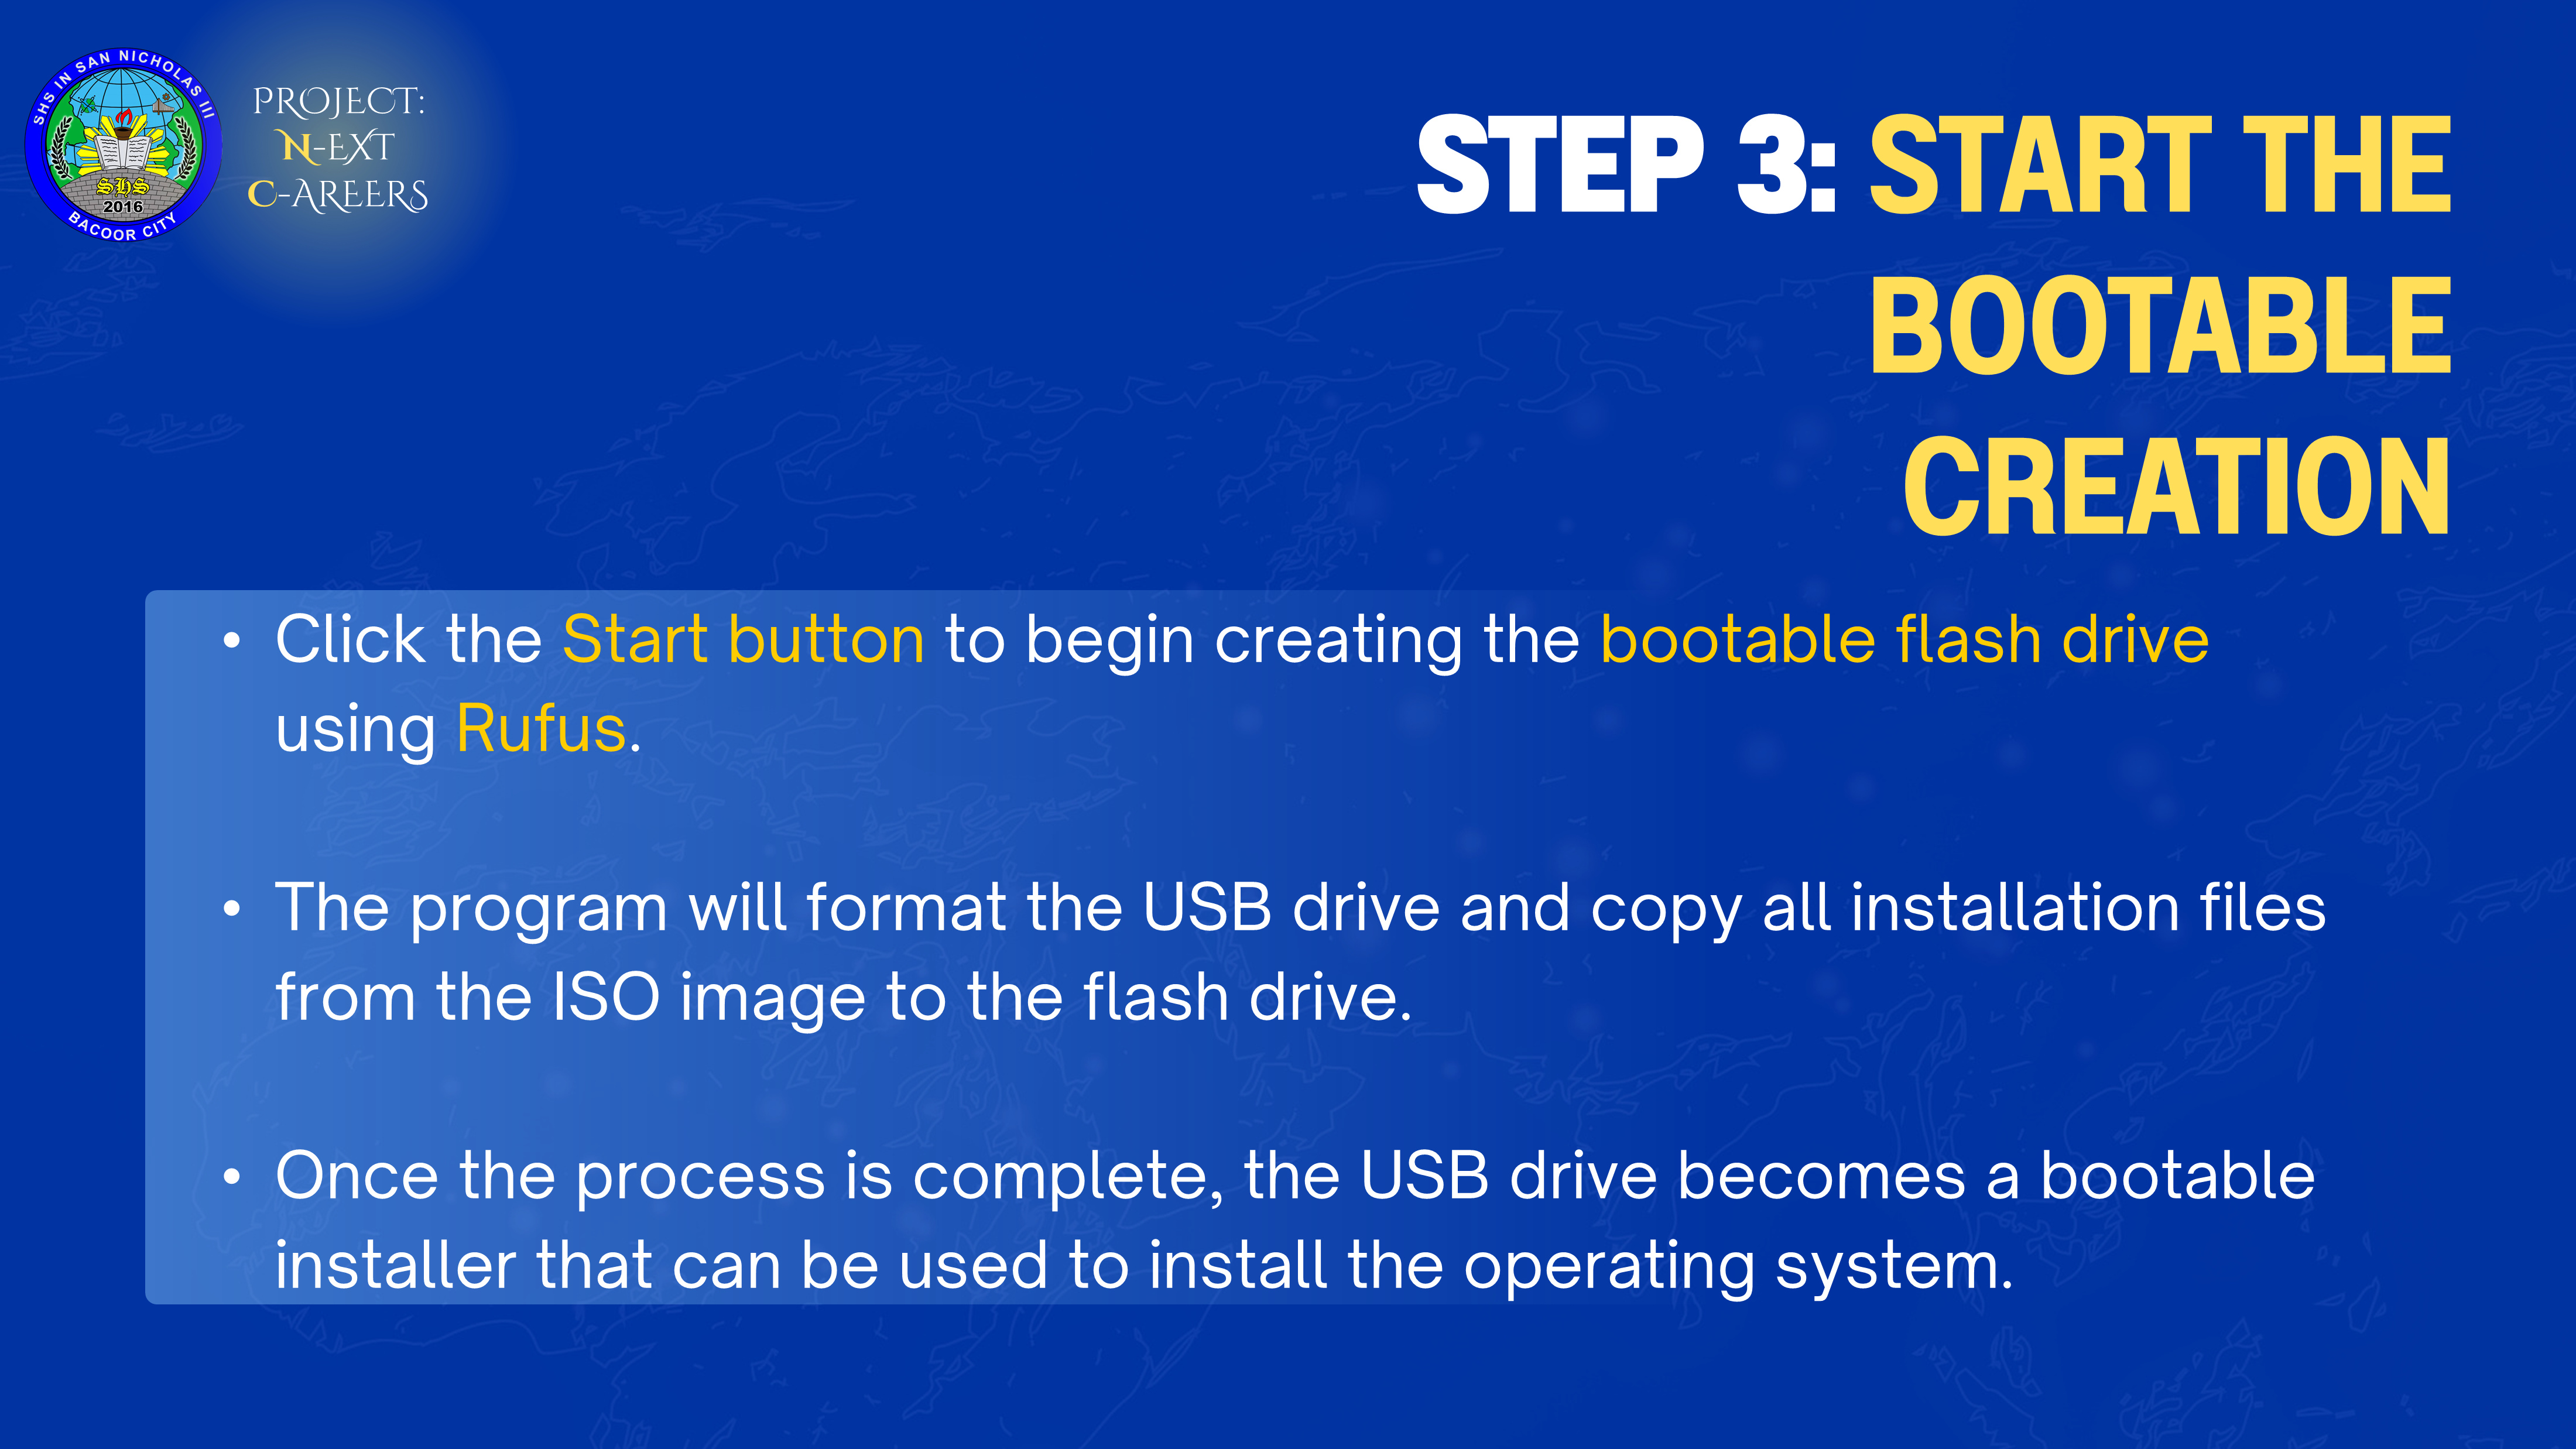 SHS IN SAN NICHOLAS III
SHS
2016
BACOOR CITY
PROJECT:
N-EXT
C-AREERS
STEP 3: START THE
BOOTABLE
CREATION
• Click the Start button to begin creating the bootable flash drive
using Rufus.
• The program will format the USB drive and copy all installation files
from the ISO image to the flash drive.
• Once the process is complete, the USB drive becomes a bootable
installer that can be used to install the operating system.